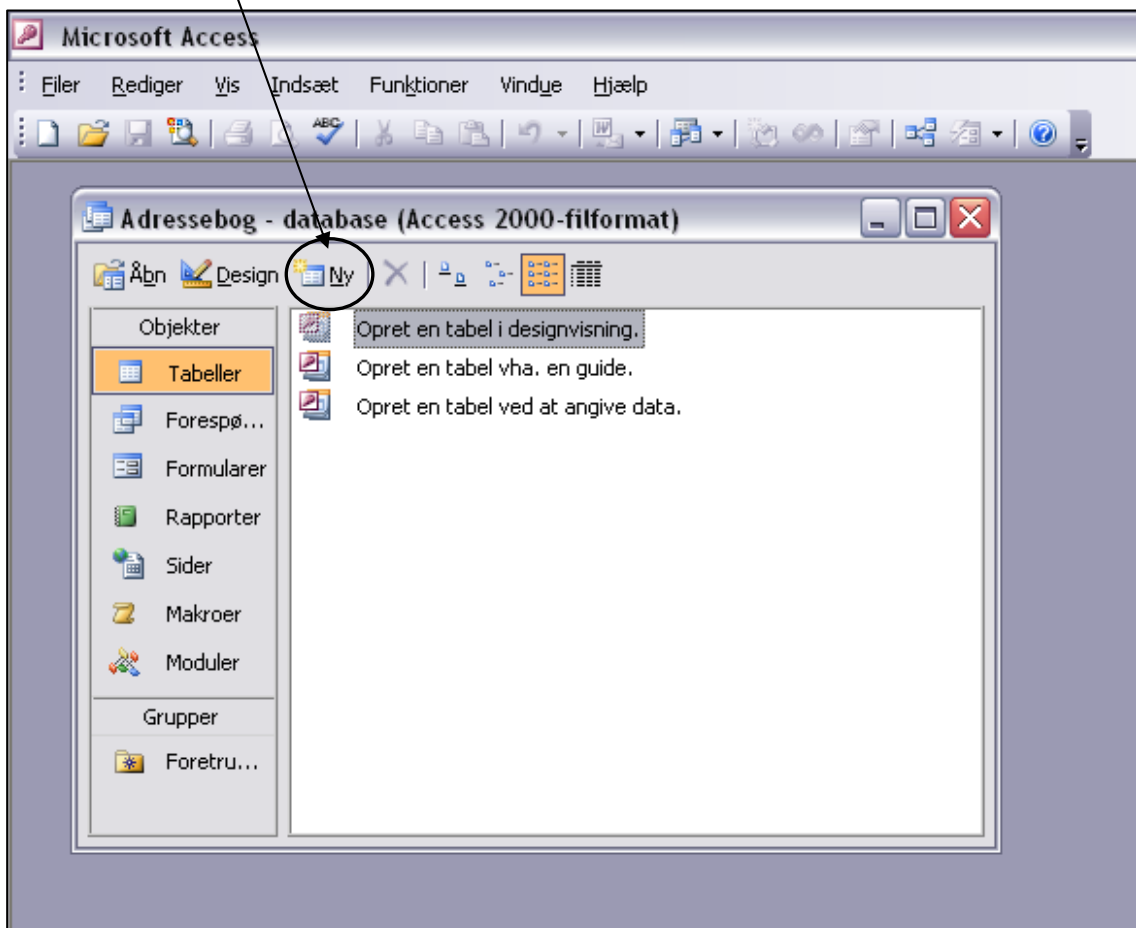 Microsoft Access
Filer Rediger Vis Indsæt Funktioner Vindue Hjælp
ABC
Adressebog - database (Access 2000-filformat)
Åbn Design Ny
Objekter
Tabeller
Forespø...
Formularer
Rapporter
Sider
Makroer
Moduler
Grupper
Foretru...
Opret en tabel i designvisning.
Opret en tabel vha. en guide.
Opret en tabel ved at angive data.